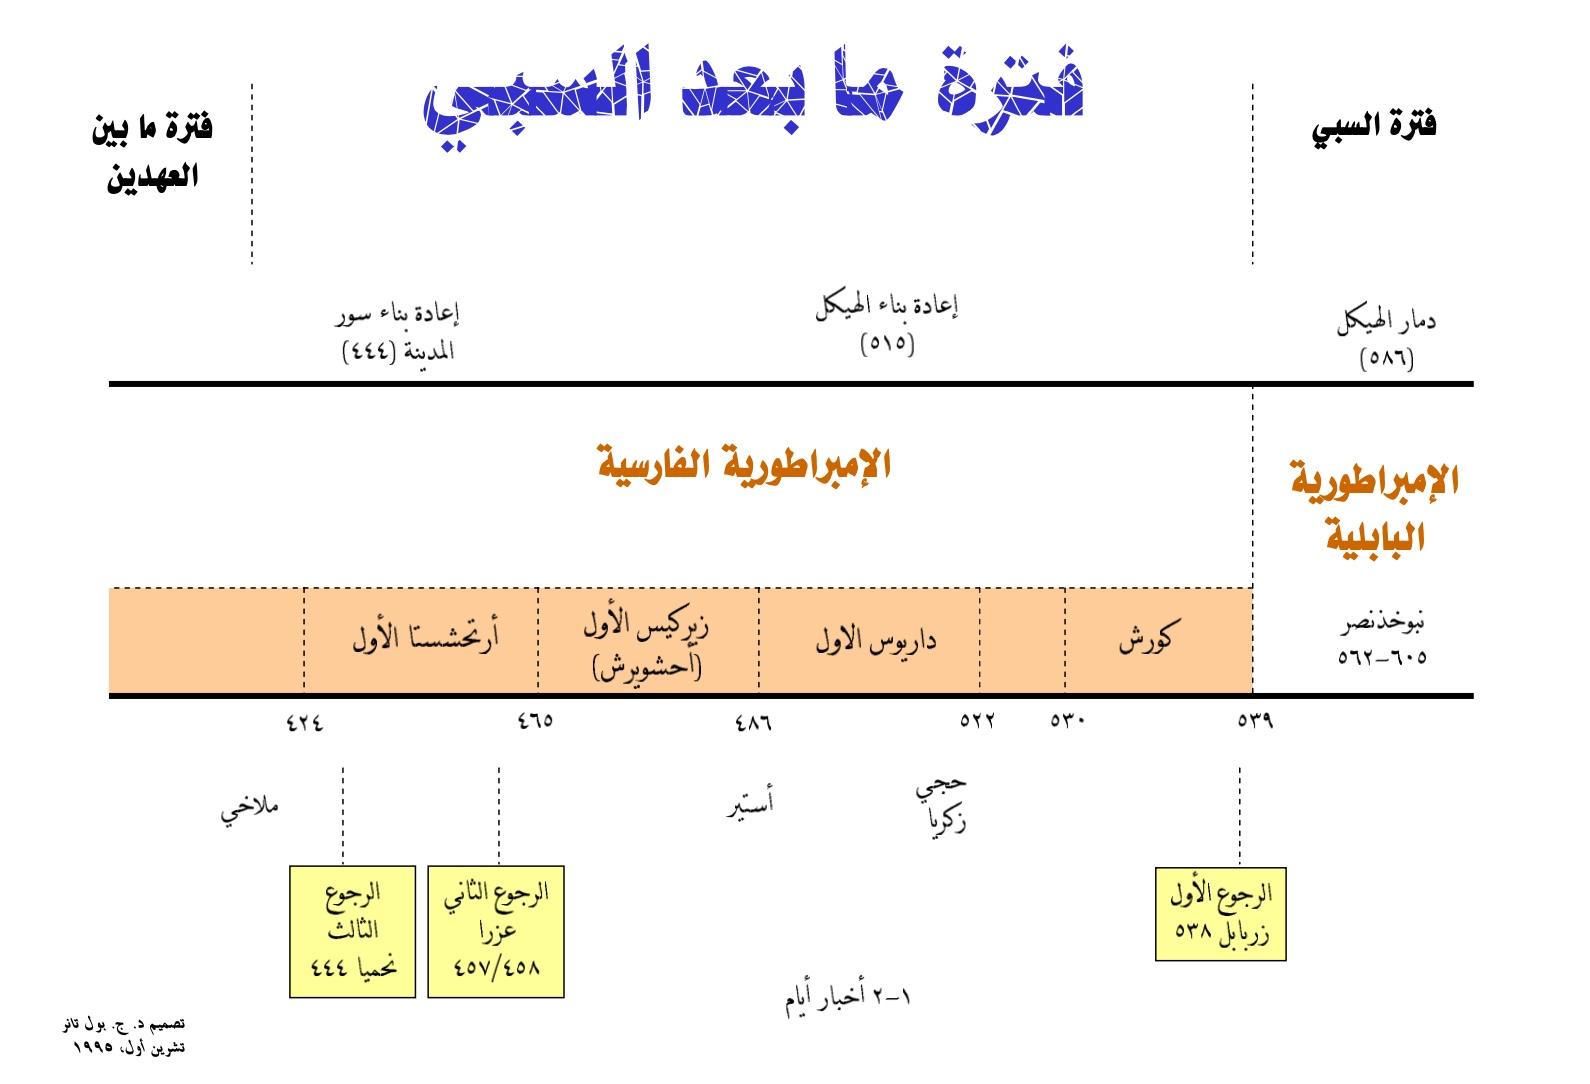 فترة ما بعد السبي
فترة السبي
فترة ما بين
العهدين
دمار الهيكل
(٥٨٦)
إعادة بناء الهيكل
(٥١٥)
إعادة بناء سور
المدينة (٤٤٤)
الإمبراطورية
البابلية
الإمبراطورية الفارسية
نبوخذنصر
٦٠٥–٥٦٢
كورش
داريوس الاول
زيركيس الأول
(أحشويرش)
أرتحشستا الأول
٥٣٩
٥٣٠
٥٢٢
٤٨٦
٤٦٥
٤٢٤
حجي
زكريا
أستير
ملاخي
الرجوع الأول
زربابل ٥٣٨
الرجوع الثاني
عزرا
٤٥٧/٤٥٨
الرجوع
الثالث
نحميا ٤٤٤
١–٢ أخبار أيام
تصميم د. ج. بول تانر
تشرين أول، ١٩٩٥